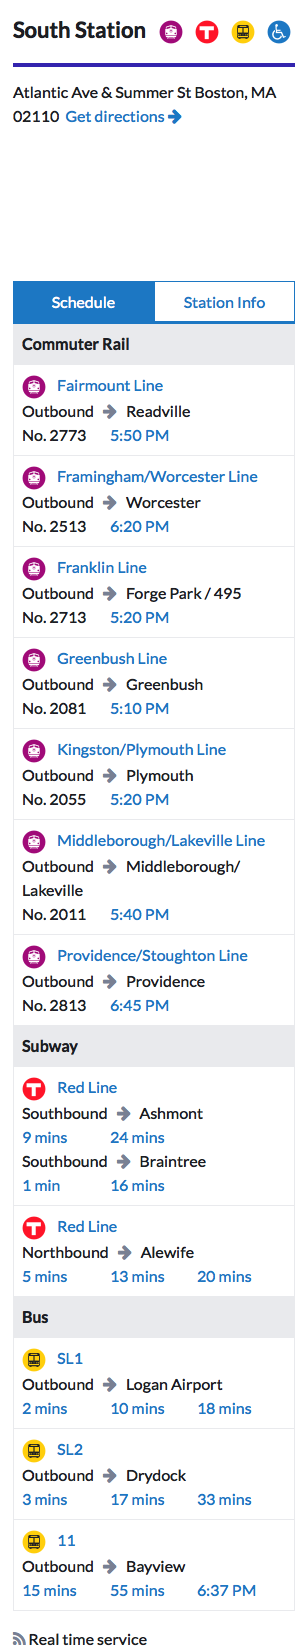 South Station
Atlantic Ave & Summer St Boston, MA
02110 Get directions
Schedule Station Info
Commuter Rail
Fairmount Line
Outbound Readville
No. 2773 5:50 PM
Framingham/Worcester Line
Outbound Worcester
No. 2513 6:20 PM
Franklin Line
Outbound Forge Park / 495
No. 2713 5:20 PM
Greenbush Line
Outbound Greenbush
No. 2081 5:10 PM
Kingston/Plymouth Line
Outbound Plymouth
No. 2055 5:20 PM
Middleborough/Lakeville Line
Outbound Middleborough/
Lakeville
No. 2011 5:40 PM
Providence/Stoughton Line
Outbound Providence
No. 2813 6:45 PM
Subway
Red Line
Southbound Ashmont
9 mins 24 mins
Southbound Braintree
1 min 16 mins
Red Line
Northbound Alewife
5 mins 13 mins 20 mins
Bus
SL1
Outbound Logan Airport
2 mins 10 mins 18 mins
SL2
Outbound Drydock
3 mins 17 mins 33 mins
11
Outbound Bayview
15 mins 55 mins 6:37 PM
Real time service